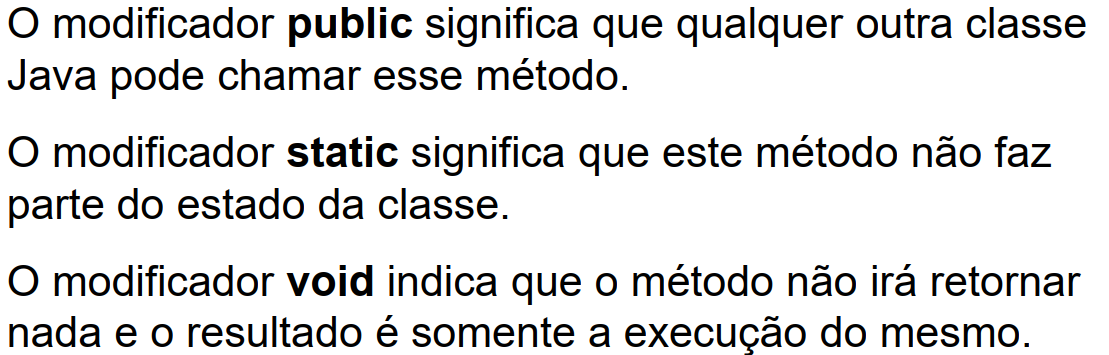 O modificador public significa que qualquer outra classe
Java pode chamar esse método.
O modificador static significa que este método não faz
parte do estado da classe.
O modificador void indica que o método não irá retornar
nada e o resultado é somente a execução do mesmo.